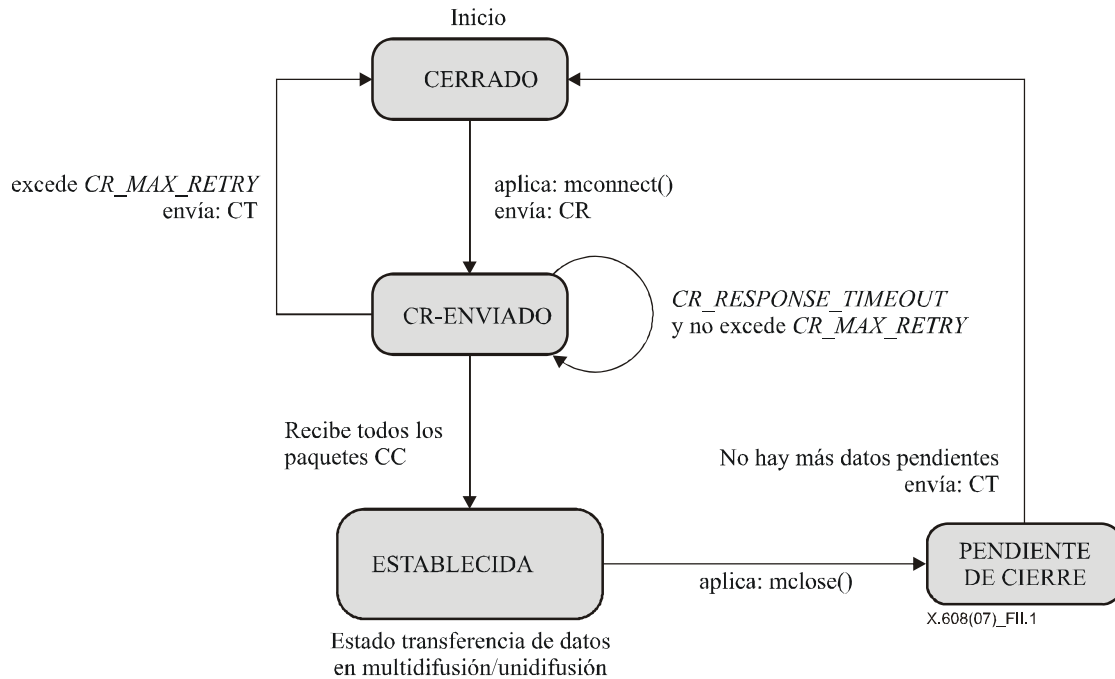 Inicio
CERRADO
excede CR_MAX_RETRY
envía: CT
aplica: mconnect()
envía: CR
CR-ENVIADO
CR_RESPONSE_TIMEOUT
y no excede CR_MAX_RETRY
Recibe todos los
paquetes CC
No hay más datos pendientes
envía: CT
ESTABLECIDA
aplica: mclose()
PENDIENTE
DE CIERRE
X.608(07)_FII.1
Estado transferencia de datos
en multidifusión/unidifusión